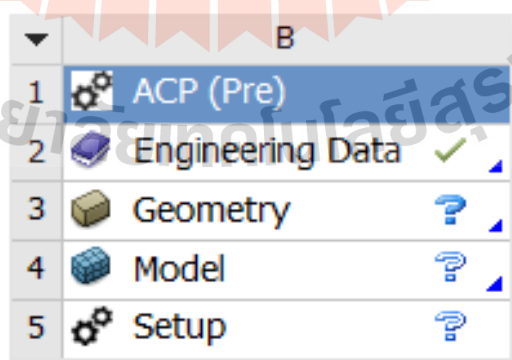 B
1 ACP (Pre)
2 Engineering Data
3 Geometry ?
4 Model ?
5 Setup ?